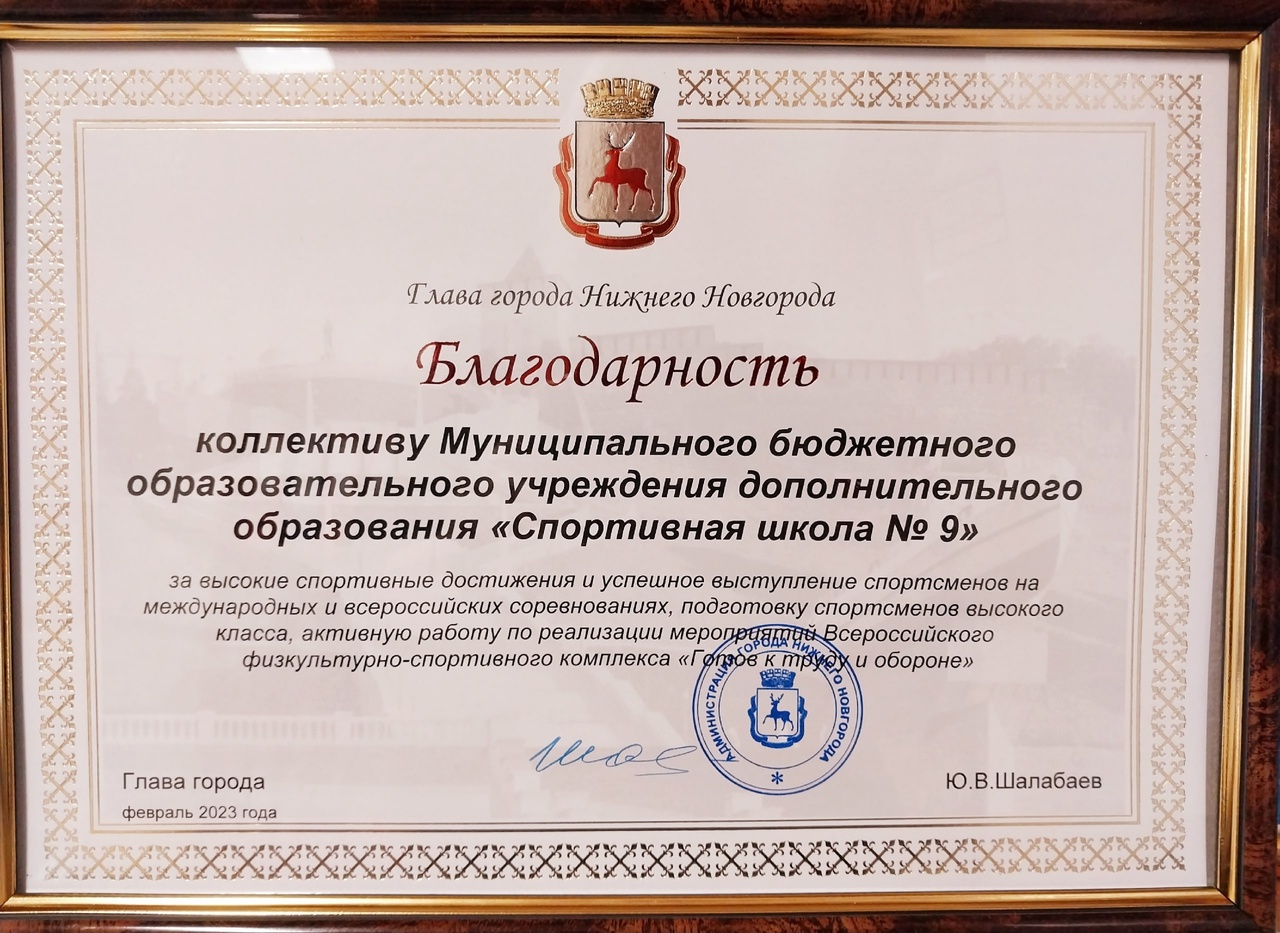 Глава города Нижнего Новгорода
Благодарность
коллективу Муниципального бюджетного
образовательного учреждения дополнительного
образования «Спортивная школа № 9»
за высокие спортивные достижения и успешное выступление спортсменов на
международных и всероссийских соревнованиях, подготовку спортсменов высокого
класса, активную работу по реализации мероприятий Всероссийского
физкультурно-спортивного комплекса «Готов к труду и обороне»
АДМИНИСТРАЦИЯ ГОРОДА НИЖНЕГО НОВГОРОДА
Глава города
Ю.В.Шалабаев
февраль 2023 года